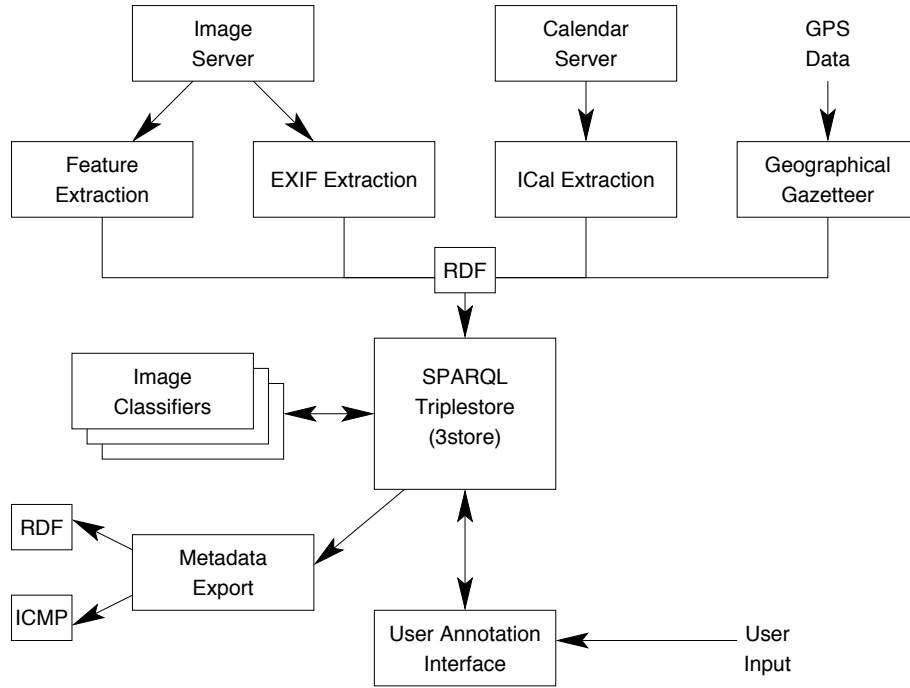 Image
Server
Calendar
Server
GPS
Data
Feature
Extraction
EXIF Extraction
ICal Extraction
Geographical
Gazetteer
RDF
Image
Classifiers
SPARQL
Triplestore
(3store)
RDF
ICMP
Metadada
Export
User Annotation
Interface
User
Input